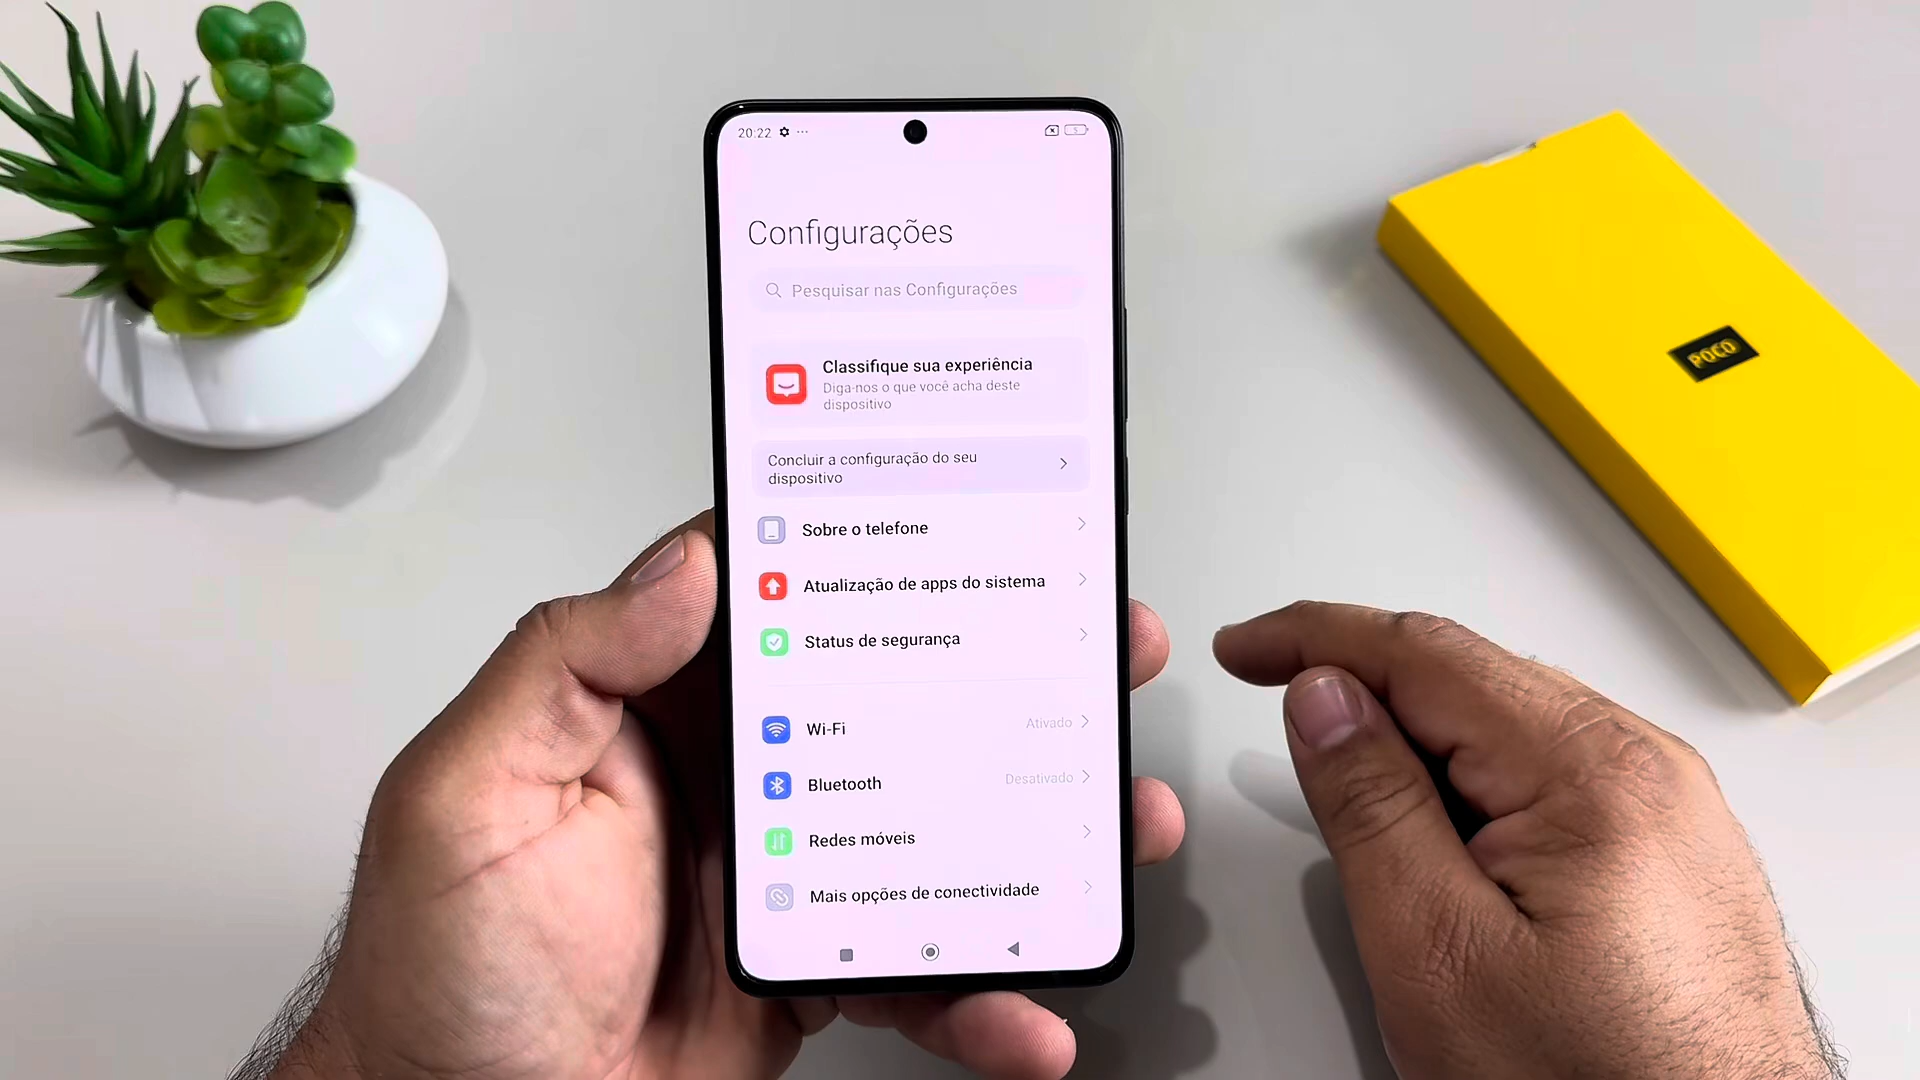 20:22
Configurações
Pesquisar nas Configurações
Classifique sua experiência
Diga-nos o que você acha deste
dispositivo
Concluir a configuração do seu
dispositivo
Sobre o telefone
Atualização de apps do sistema
Status de segurança
Wi-Fi Ativado
Bluetooth Desativado
Redes móveis
Mais opções de conectividade
POCO